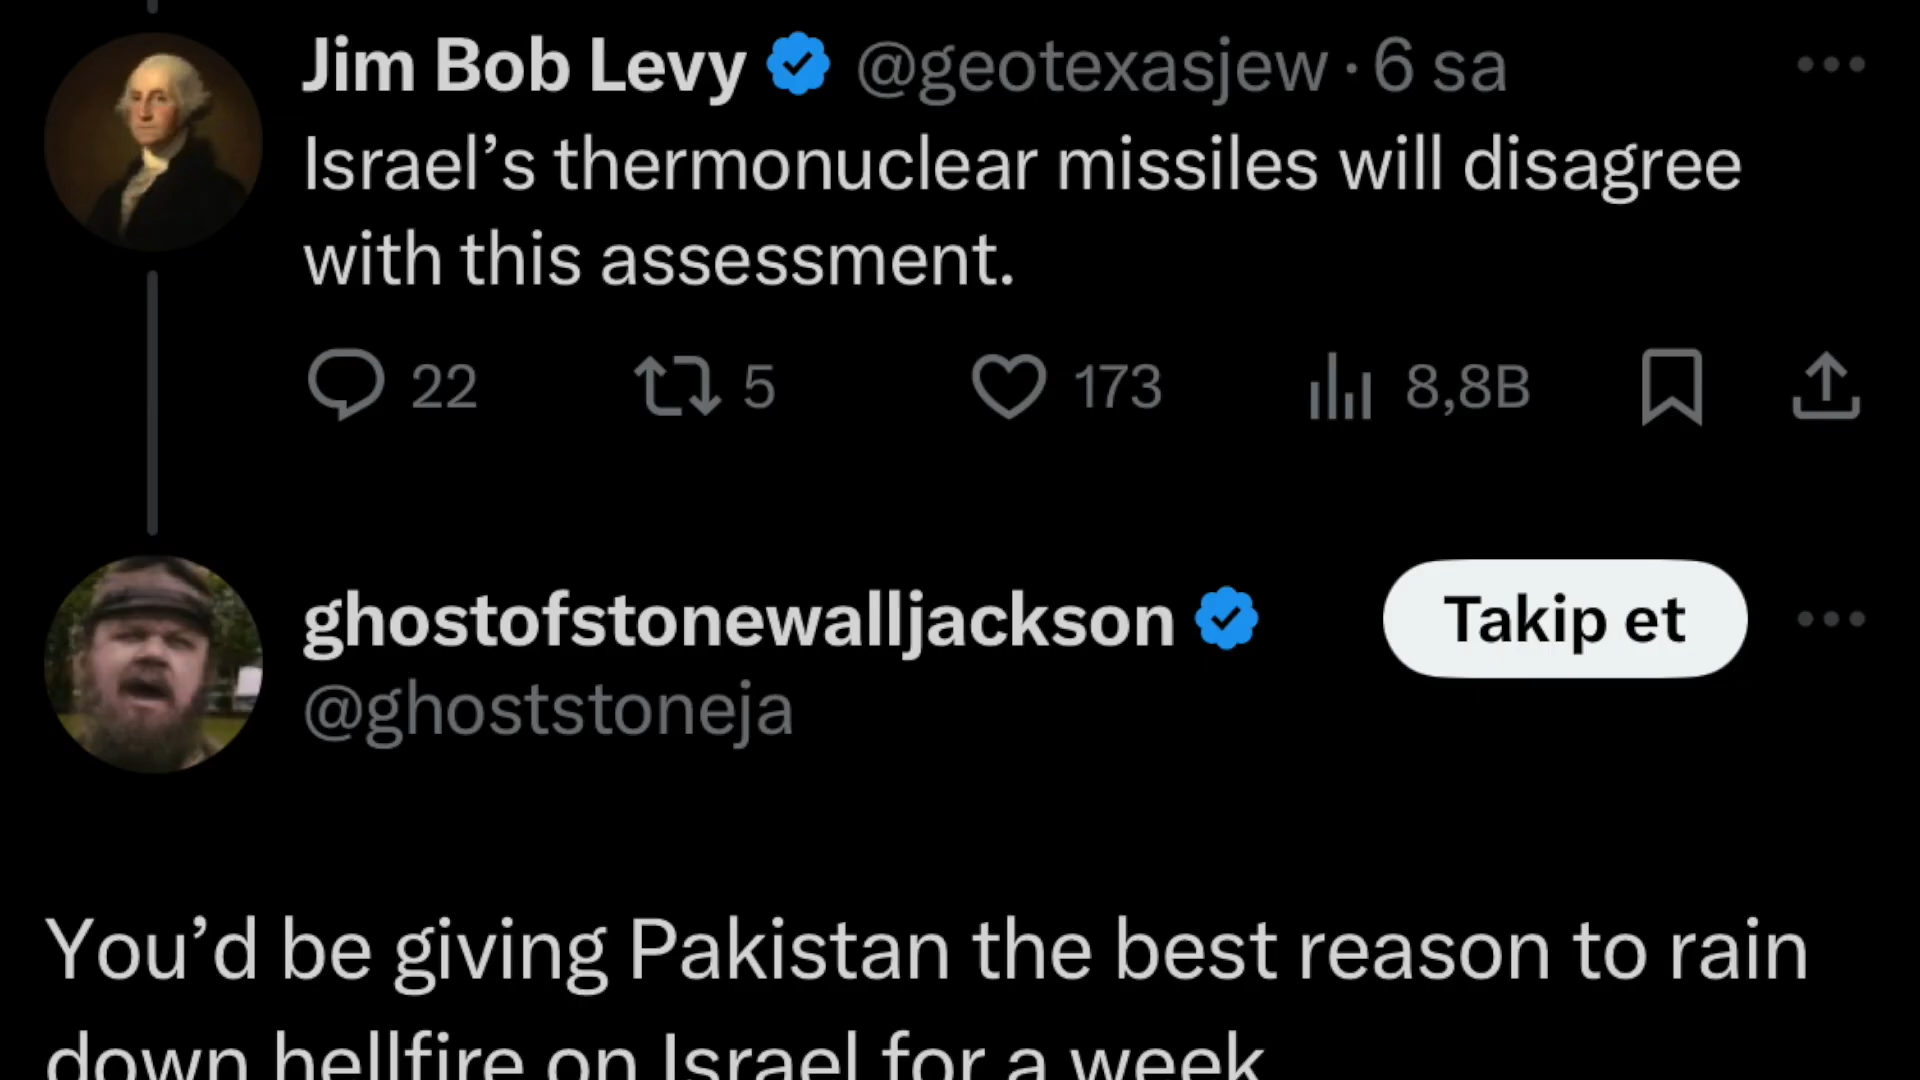 Jim Bob Levy @geotexasjew · 6 sa
Israel’s thermonuclear missiles will disagree
with this assessment.
22 5 173 8,8B
ghostofstonewalljackson Takip et
@ghoststoneja
You’d be giving Pakistan the best reason to rain
down hellfire on Israel for a week